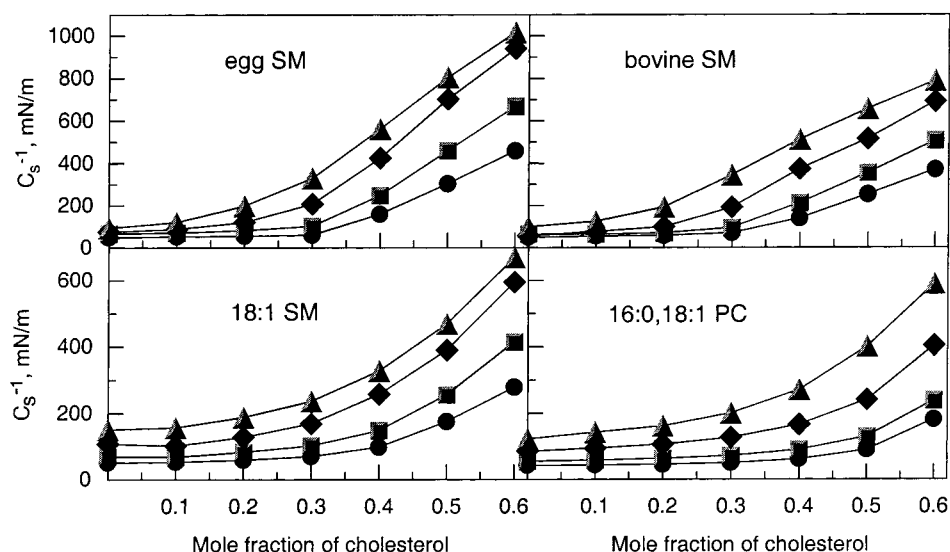 1000
800
600
400
200
0
C_s⁻¹, mN/m
egg SM
bovine SM
600
400
200
0
C_s⁻¹, mN/m
18:1 SM
16:0,18:1 PC
0.1 0.2 0.3 0.4 0.5 0.6
0.1 0.2 0.3 0.4 0.5 0.6
Mole fraction of cholesterol
Mole fraction of cholesterol